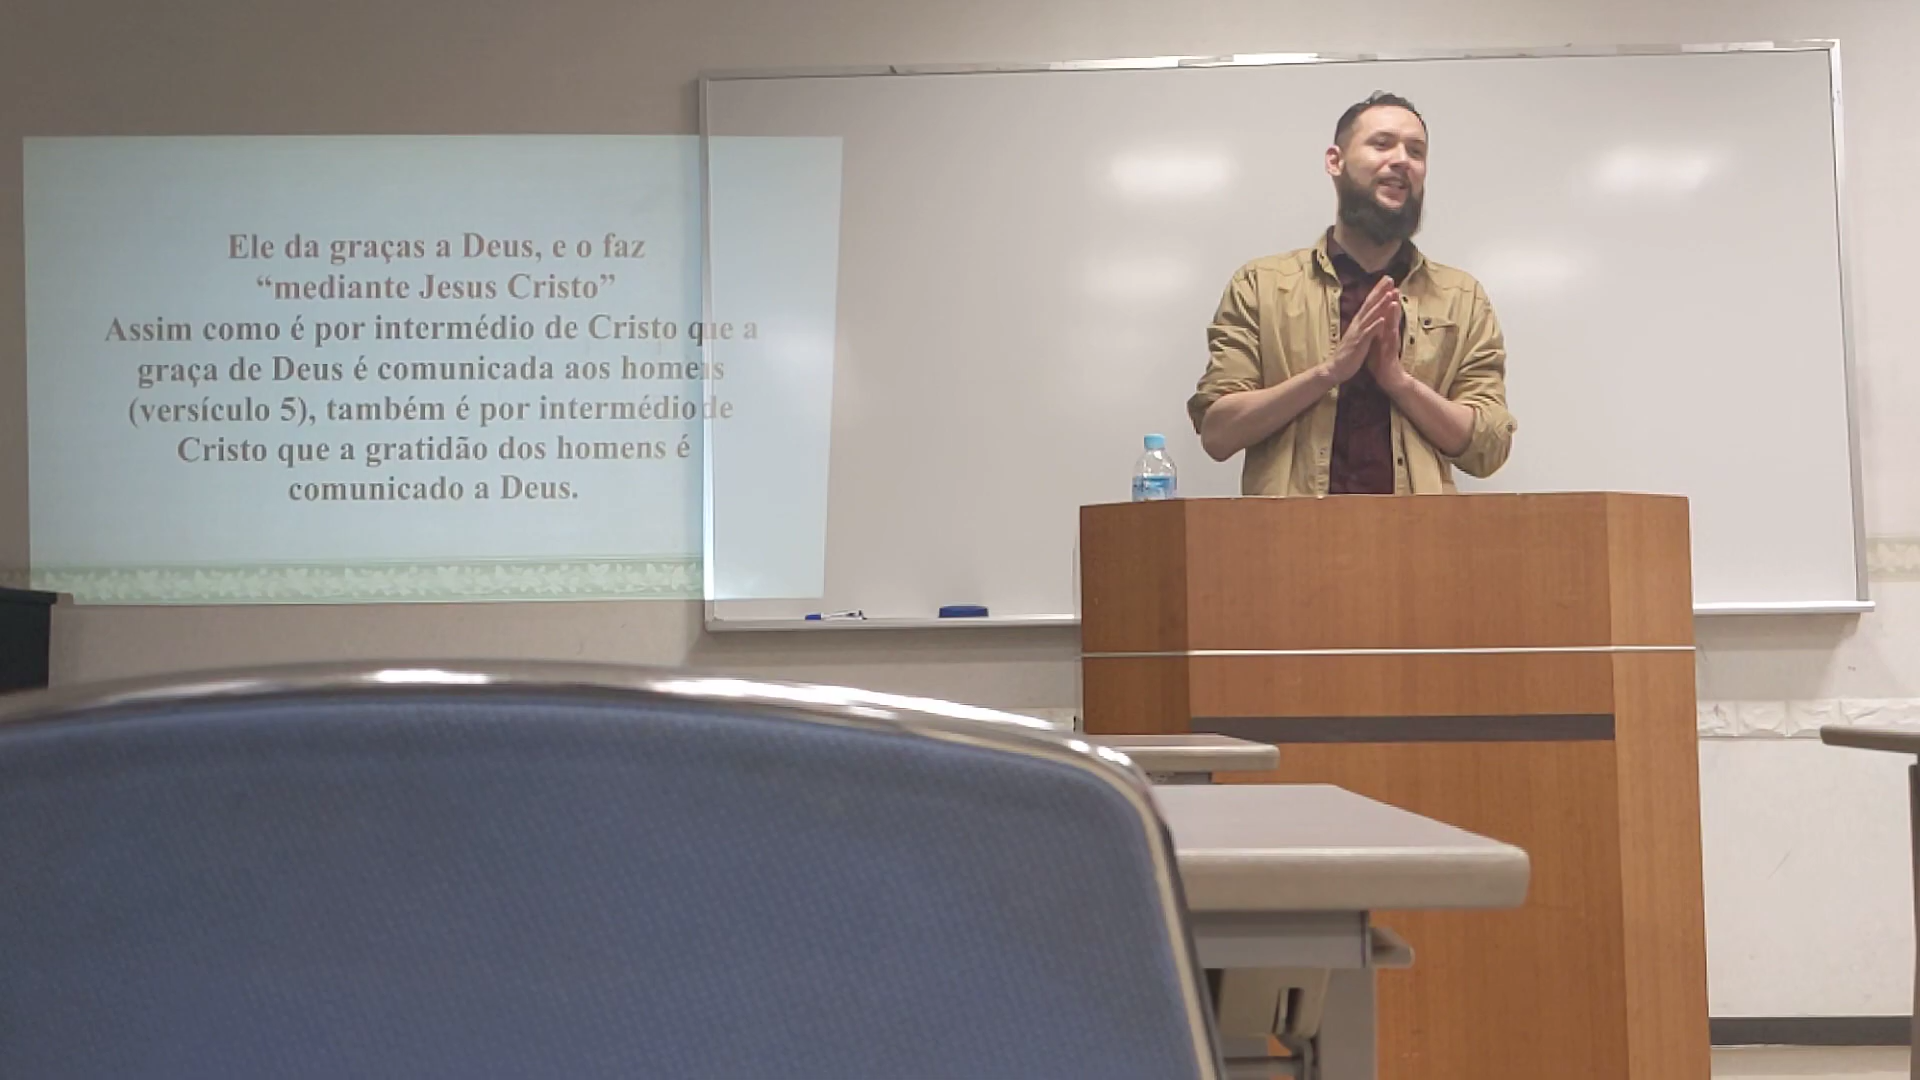 Ele da graças a Deus, e o faz
“mediante Jesus Cristo”
Assim como é por intermédio de Cristo que a
graça de Deus é comunicada aos homens
(versículo 5), também é por intermédio de
Cristo que a gratidão dos homens é
comunicado a Deus.